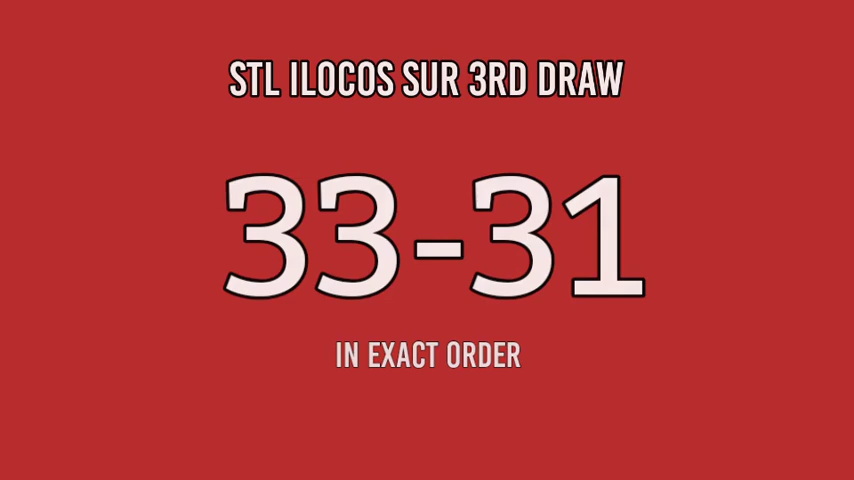 STL ILOCOS SUR 3RD DRAW
33-31
IN EXACT ORDER